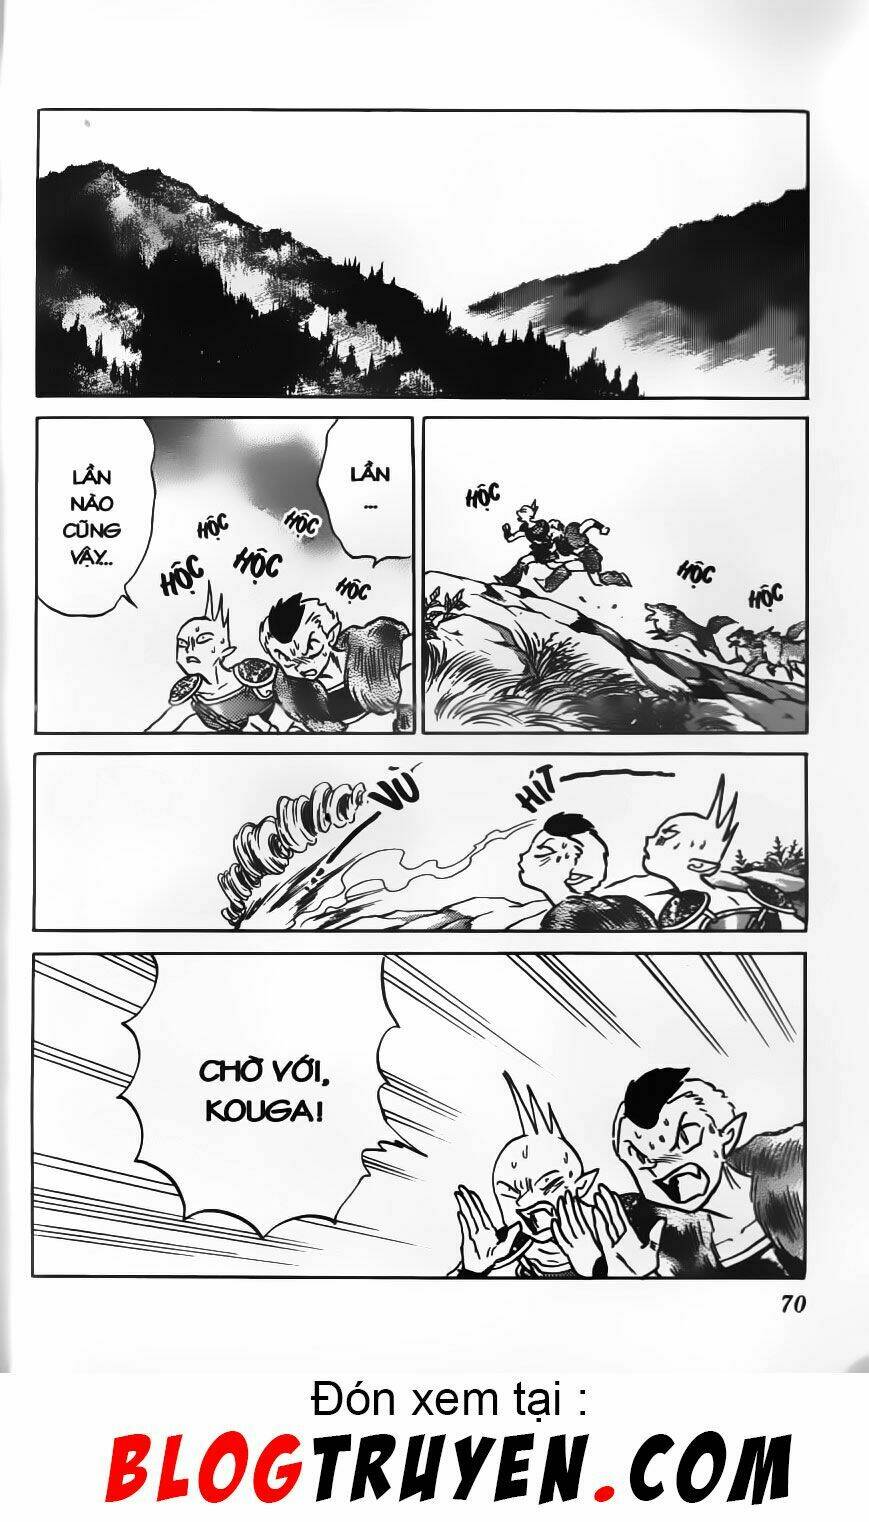 HỘC
HỘC
HỘC
LẦN
...
LẦN
NÀO
CŨNG
VẬY...
HỘC
HỘC
HỘC
HỘC
HỘC
HÍT
VÙ
CHỜ VỚI,
KOUGA!
70
Đón xem tại :
BLOGTRUYEN.COM